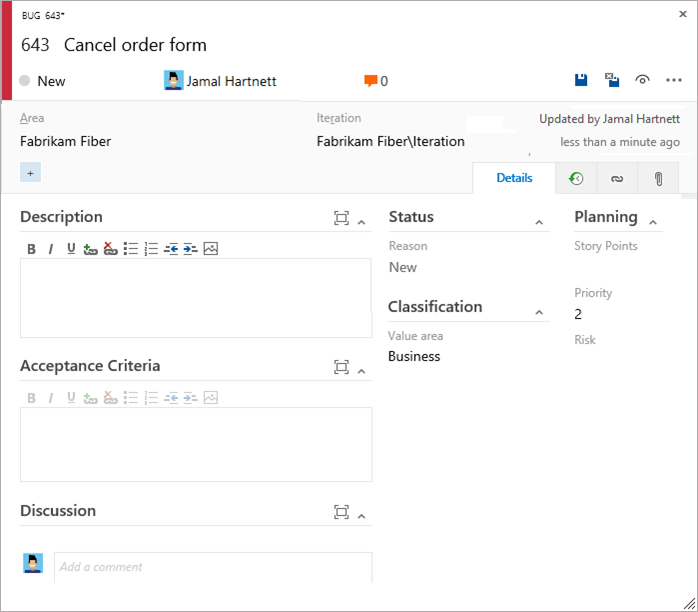 BUG 643*
643 Cancel order form
New Jamal Hartnett 0
Area Iteration Updated by Jamal Hartnett
Fabrikam Fiber Fabrikam Fiber\Iteration less than a minute ago
+ Details
Description Status Planning
Reason Story Points
B I U
New
Classification Priority
2
Value area Risk
Business
Acceptance Criteria
B I U
Discussion
Add a comment